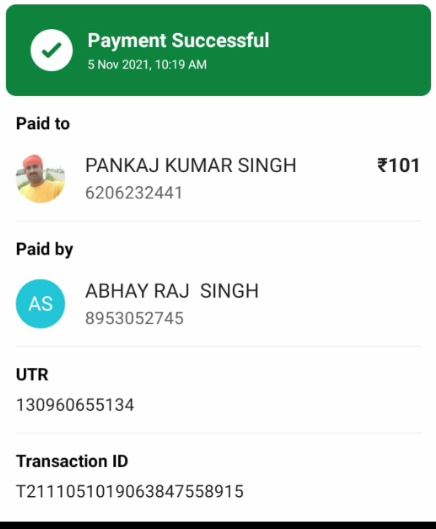 Payment Successful
5 Nov 2021, 10:19 AM
Paid to
PANKAJ KUMAR SINGH ₹101
6206232441
Paid by
AS ABHAY RAJ SINGH
8953052745
UTR
130960655134
Transaction ID
T2111051019063847558915